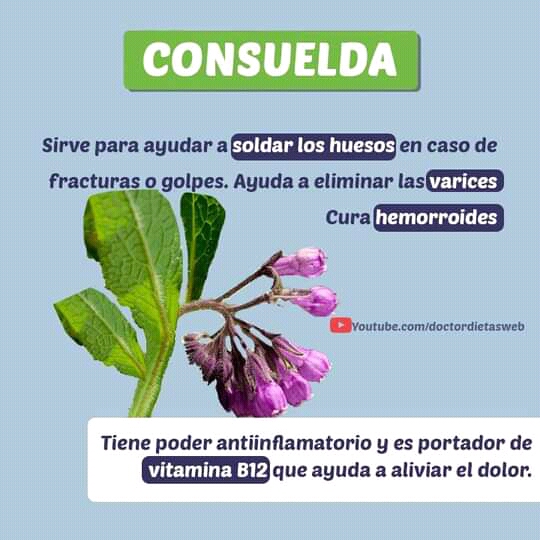 CONSUELDA
Sirve para ayudar a soldar los huesos en caso de
fracturas o golpes. Ayuda a eliminar las varices
Cura hemorroides
Youtube.com/doctordietasweb
Tiene poder antiinflamatorio y es portador de
vitamina B12 que ayuda a aliviar el dolor.